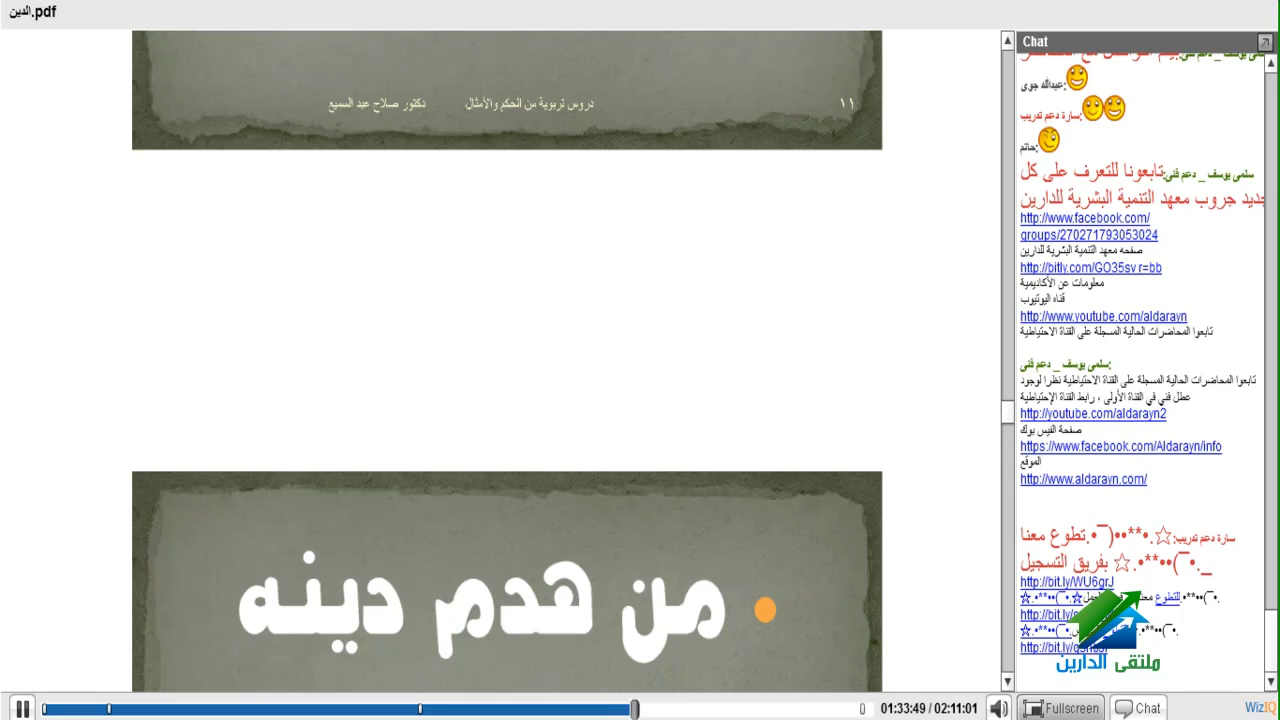 الدين.pdf
١١ دروس تربوية من الحكم والأمثال دكتور صلاح عبد السميع
من هدم دينه
Chat
عبدالله جوى:
سارة دعم تدريب:
حاتم:
سلمى يوسف _ دعم فنى: تابعونا للتعرف على كل
جديد جروب معهد التنمية البشرية للدارين
http://www.facebook.com/
groups/270271793053024
صفحه معهد التنمية البشرية للدارين
http://bitly.com/GO35sv r=bb
معلومات عن الأكاديمية
قناه اليوتيوب
http://www.youtube.com/aldarayn
تابعوا المحاضرات الحالية المسجلة على القناة الاحتياطية
سلمى يوسف _ دعم فنى:
تابعوا المحاضرات الحالية المسجلة على القناة الاحتياطية نظرا لوجود
عطل فني في القناة الأولى ، رابط القناة الإحتياطية
http://youtube.com/aldarayn2
صفحة الفيس بوك
https://www.facebook.com/Aldarayn/info
الموقع
http://www.aldarayn.com/
سارة دعم تدريب: ☆.•**••(¯•.تطوع معنا
بفريق التسجيل ☆.•**••(¯•._
http://bit.ly/WU6grJ
للتطوع
ملتقى الدارين
01:33:49 / 02:11:01
Fullscreen
Chat
WizIQ